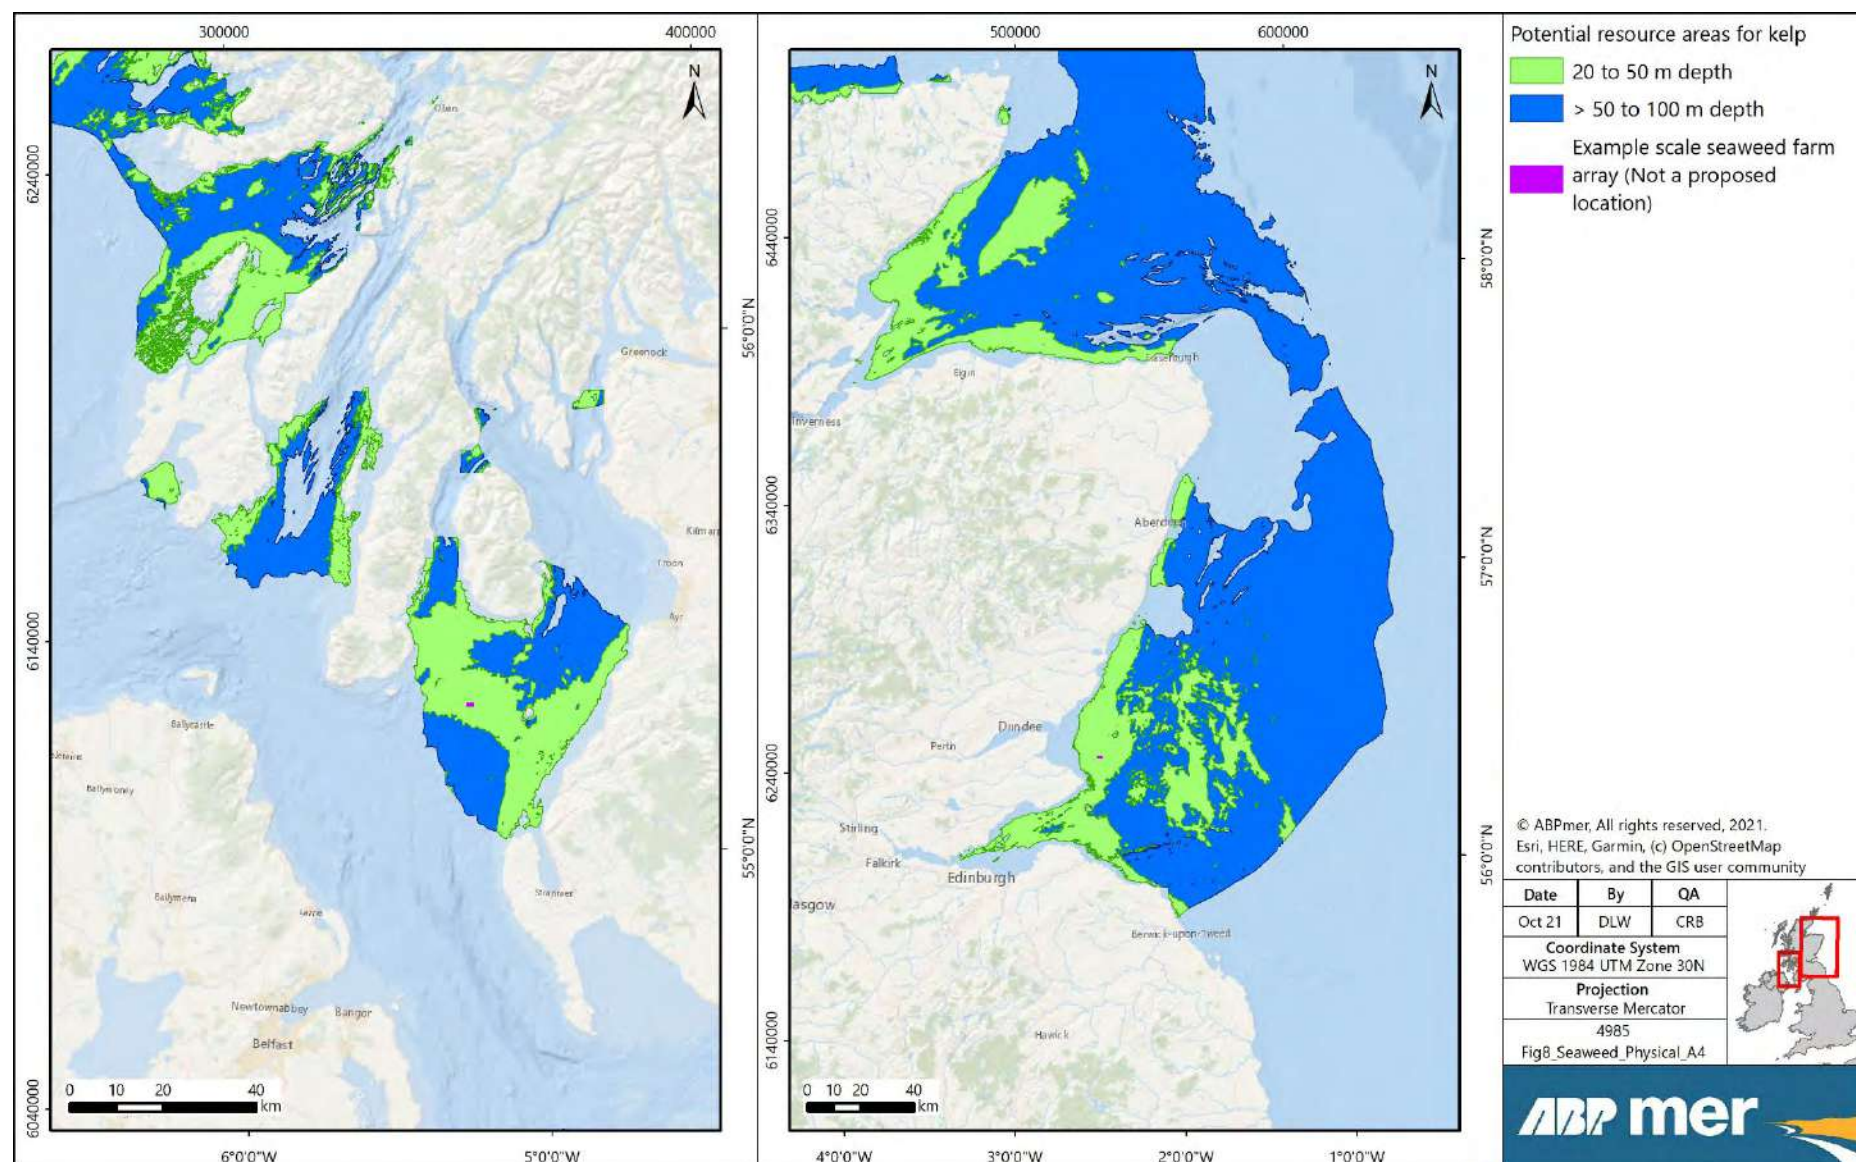 300000
400000
500000
600000
Potential resource areas for kelp
20 to 50 m depth
> 50 to 100 m depth
Example scale seaweed farm
array (Not a proposed
location)
N
N
Oban
6240000
6440000
58°0'0"N
56°0'0"N
Greenock
Fraserburgh
Elgin
Inverness
6340000
Aberdeen
Kilmar
Troon
57°0'0"N
Ayr
6140000
Ballycastle
Dundee
Perth
Ballymoney
6240000
Stirling
55°0'0"N
56°0'0"N
Falkirk
Edinburgh
Stranraer
Ballymena
Larne
lasgow
Berwick-upon-Tweed
Newtownabbey
Bangor
Hawick
Belfast
6140000
0 10 20 40
km
0 10 20 40
km
6040000
6°0'0"W
5°0'0"W
4°0'0"W
3°0'0"W
2°0'0"W
1°0'0"W
© ABPmer, All rights reserved, 2021.
Esri, HERE, Garmin, (c) OpenStreetMap
contributors, and the GIS user community
Date By QA
Oct 21 DLW CRB
Coordinate System
WGS 1984 UTM Zone 30N
Projection
Transverse Mercator
4985
Fig8_Seaweed_Physical_A4
ABPmer